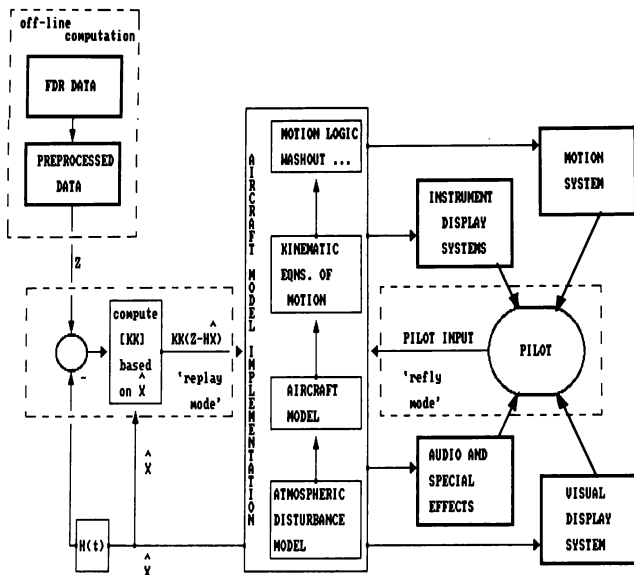 off-line
computation
FDR DATA
PREPROCESSED
DATA
Z
compute
[KK]
based
on X̂
KK(Z-HX̂)
'replay
mode'
-
X̂
H(t)
X̂
AIRCRAFT MODEL IMPLEMENTATION
MOTION LOGIC
WASHOUT ...
KINEMATIC
EQNS. OF
MOTION
AIRCRAFT
MODEL
ATMOSPHERIC
DISTURBANCE
MODEL
MOTION
SYSTEM
INSTRUMENT
DISPLAY
SYSTEMS
PILOT INPUT
'refly
mode'
PILOT
AUDIO AND
SPECIAL
EFFECTS
VISUAL
DISPLAY
SYSTEM